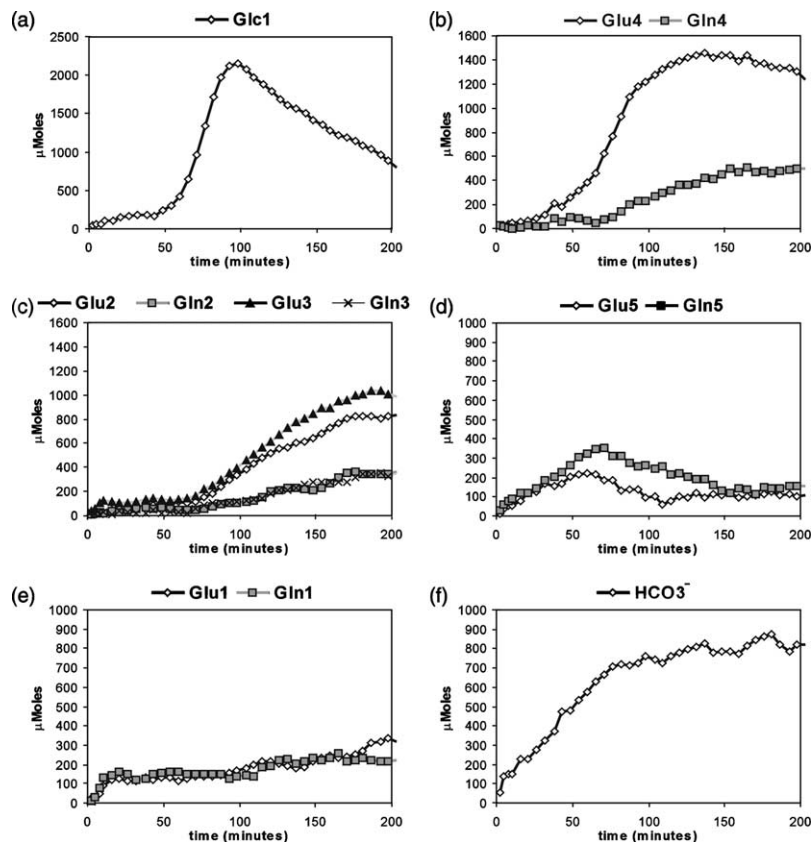 (a) Glc1
µMoles
2500
2000
1500
1000
500
0
0 50 100 150 200
time (minutes)
(b) Glu4 Gln4
µMoles
1600
1400
1200
1000
800
600
400
200
0
0 50 100 150 200
time (minutes)
(c) Glu2 Gln2 Glu3 Gln3
µMoles
1600
1400
1200
1000
800
600
400
200
0
0 50 100 150 200
time (minutes)
(d) Glu5 Gln5
µMoles
1000
900
800
700
600
500
400
300
200
100
0
0 50 100 150 200
time (minutes)
(e) Glu1 Gln1
µMoles
1000
900
800
700
600
500
400
300
200
100
0
0 50 100 150 200
time (minutes)
(f) HCO3⁻
µMoles
1000
900
800
700
600
500
400
300
200
100
0
0 50 100 150 200
time (minutes)